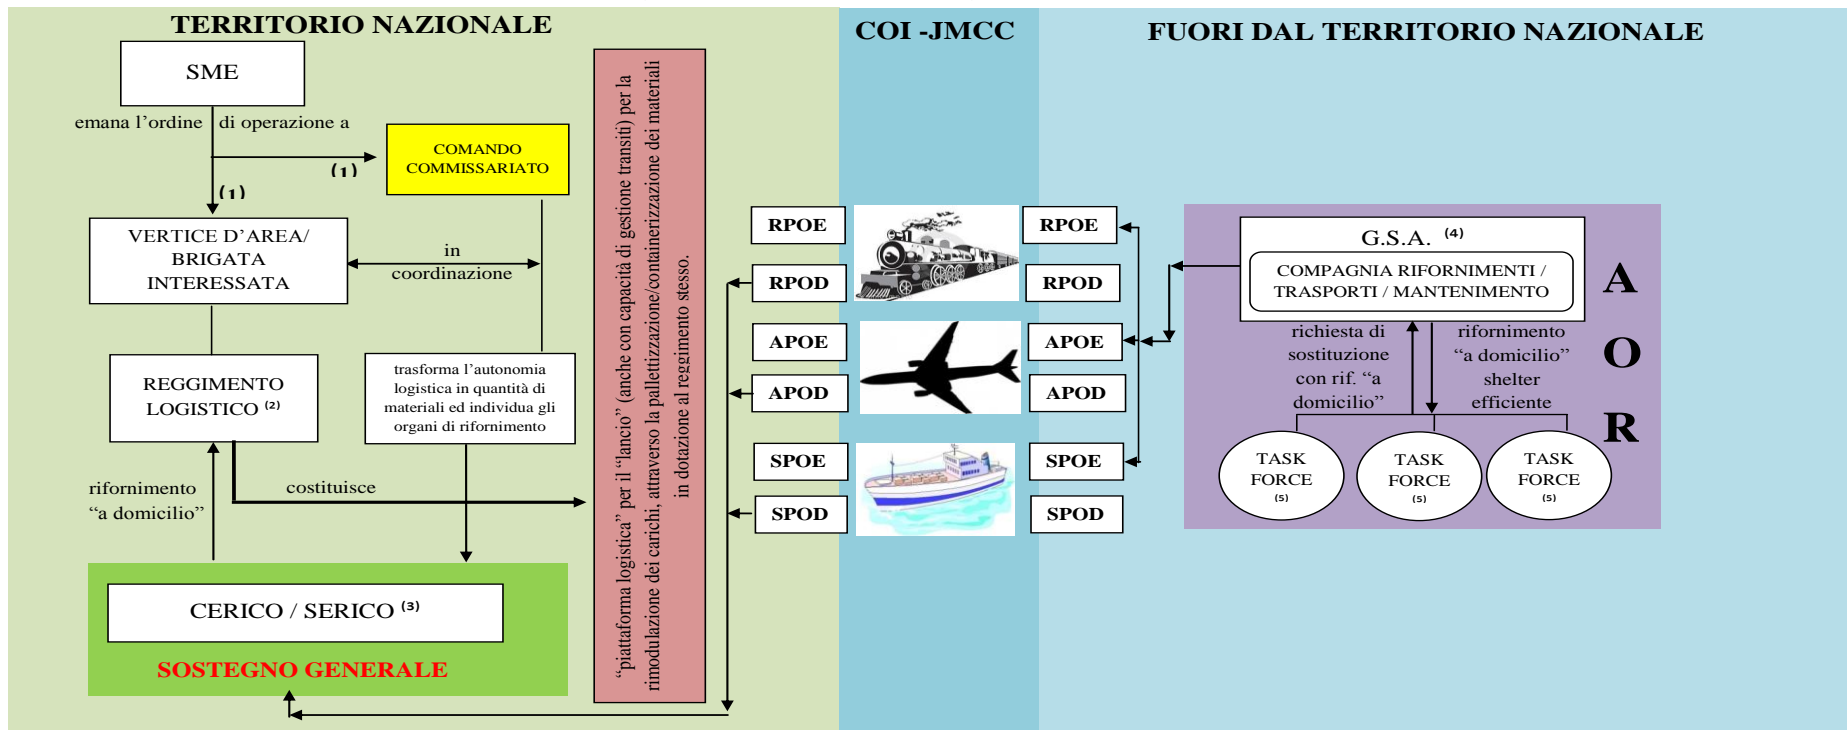 TERRITORIO NAZIONALE
SME
emana l’ordine di operazione a
(1)
(1)
COMANDO
COMMISSARIATO
VERTICE D’AREA/
BRIGATA
INTERESSATA
in
coordinazione
REGGIMENTO
LOGISTICO (2)
trasforma l’autonomia
logistica in quantità di
materiali ed individua gli
organi di rifornimento
rifornimento
“a domicilio”
costituisce
CERICO / SERICO (3)
SOSTEGNO GENERALE
“piattaforma logistica” per il “lancio” (anche con capacità di gestione transiti) per la
rimodulazione dei carichi, attraverso la pallettizzazione/containerizzazione dei materiali
in dotazione al reggimento stesso.
COI -JMCC
RPOE
RPOD
APOE
APOD
SPOE
SPOD
RPOE
RPOD
APOE
APOD
SPOE
SPOD
FUORI DAL TERRITORIO NAZIONALE
G.S.A. (4)
COMPAGNIA RIFORNIMENTI /
TRASPORTI / MANTENIMENTO
richiesta di
sostituzione
con rif. “a
domicilio”
rifornimento
“a domicilio”
shelter
efficiente
TASK
FORCE
(5)
TASK
FORCE
(5)
TASK
FORCE
(5)
A
O
R